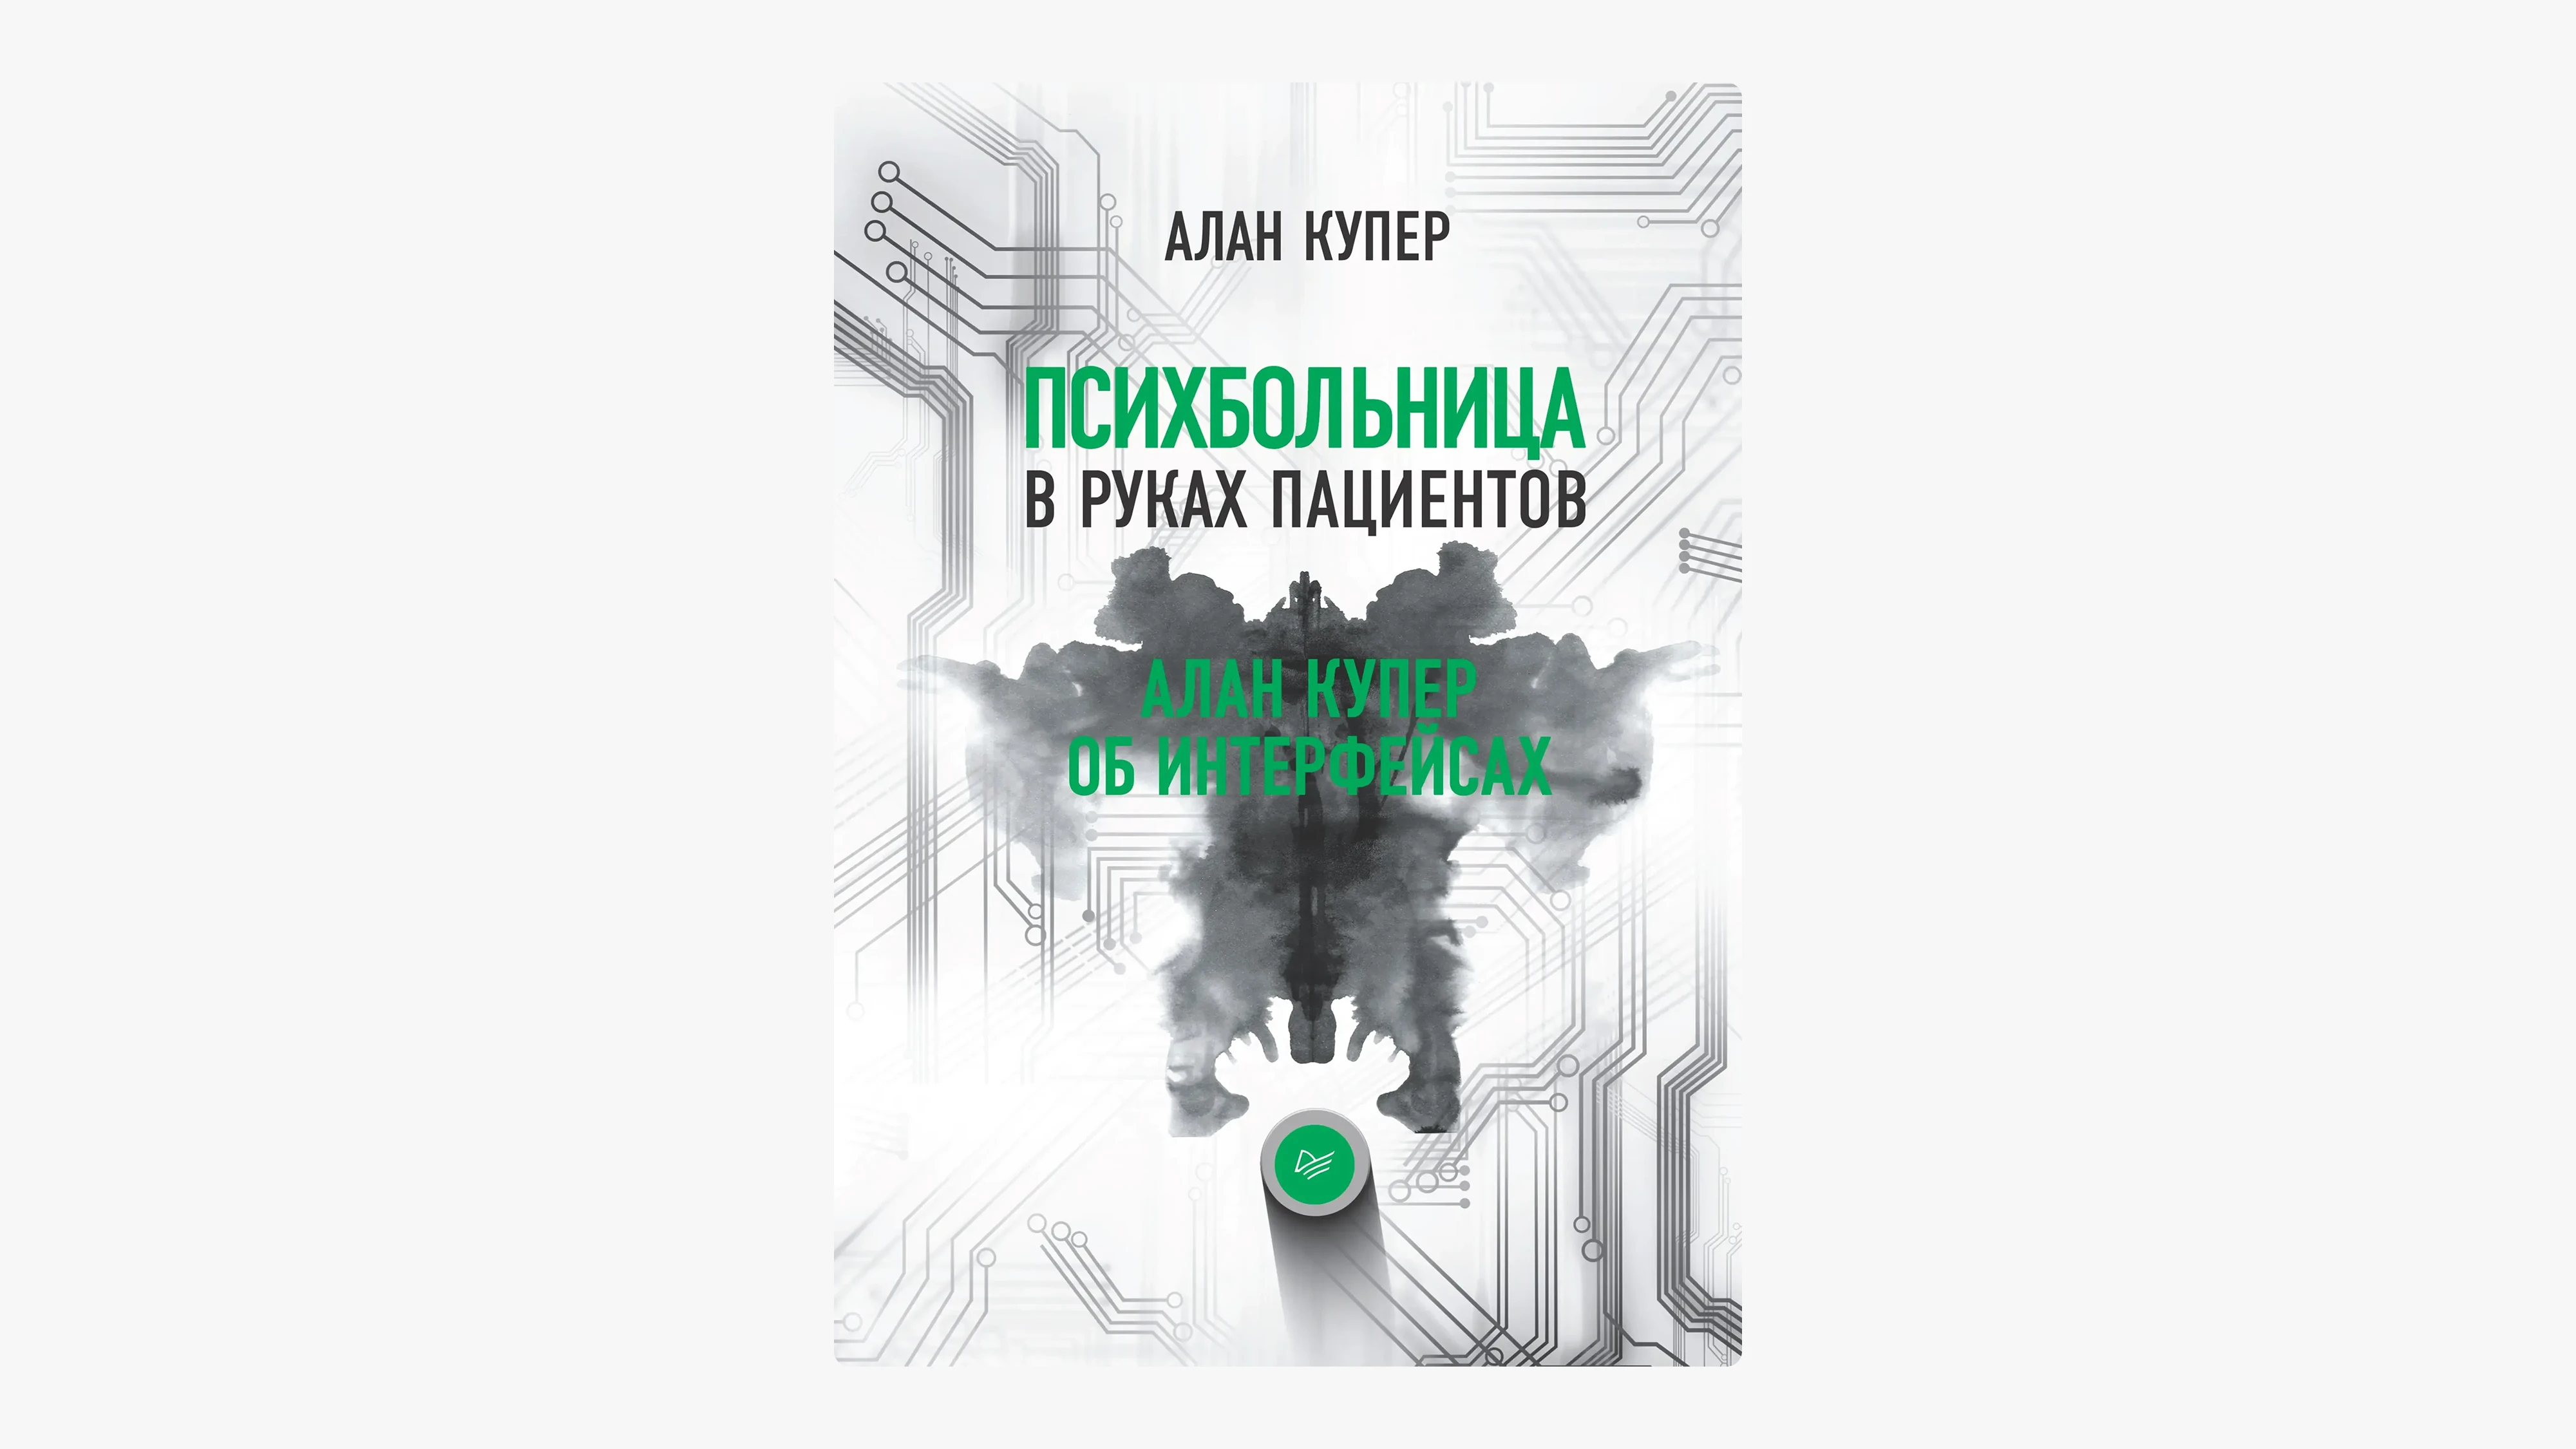 АЛАН КУПЕР
ПСИХБОЛЬНИЦА
В РУКАХ ПАЦИЕНТОВ
АЛАН КУПЕР
ОБ ИНТЕРФЕЙСАХ